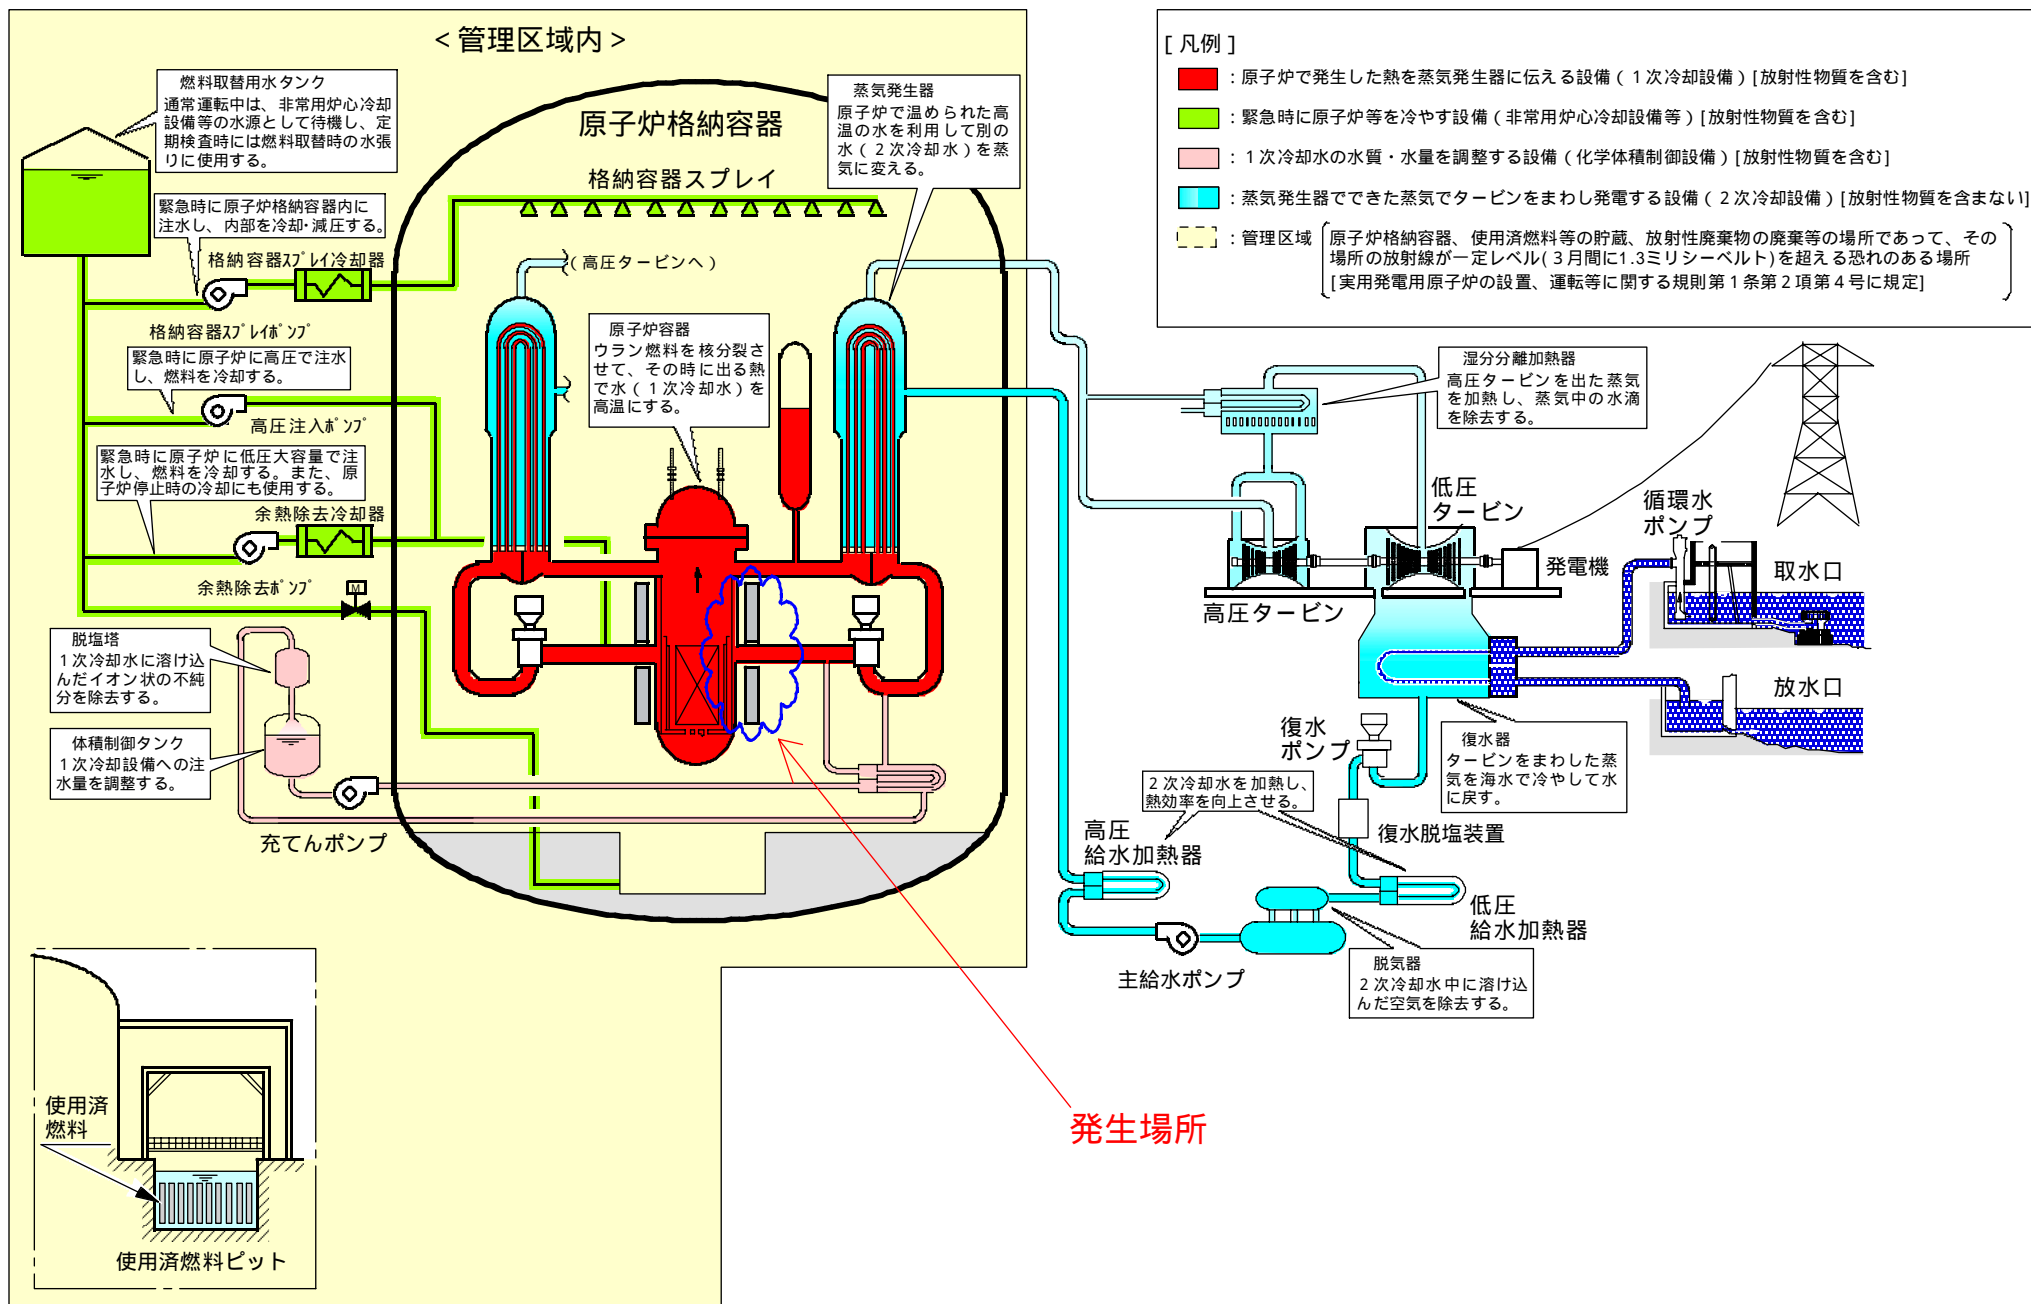 ＜管理区域内＞
燃料取替用水タンク
通常運転中は、非常用炉心冷却
設備等の水源として待機し、定
期検査時には燃料取替時の水張
りに使用する。
緊急時に原子炉格納容器内に
注水し、内部を冷却・減圧する。
格納容器ｽﾌﾟﾚｲ冷却器
格納容器ｽﾌﾟﾚｲﾎﾟﾝﾌﾟ
緊急時に原子炉に高圧で注水
し、燃料を冷却する。
高圧注入ﾎﾟﾝﾌﾟ
緊急時に原子炉に低圧大容量で注
水し、燃料を冷却する。また、原
子炉停止時の冷却にも使用する。
余熱除去冷却器
余熱除去ﾎﾟﾝﾌﾟ
M
脱塩塔
１次冷却水に溶け込
んだイオン状の不純
分を除去する。
体積制御タンク
１次冷却設備への注
水量を調整する。
充てんポンプ
原子炉格納容器
格納容器スプレイ
(高圧タービンへ)
蒸気発生器
原子炉で温められた高
温の水を利用して別の
水（２次冷却水）を蒸
気に変える。
原子炉容器
ウラン燃料を核分裂さ
せて、その時に出る熱
で水（１次冷却水）を
高温にする。
[凡例]
：原子炉で発生した熱を蒸気発生器に伝える設備（１次冷却設備）[放射性物質を含む]
：緊急時に原子炉等を冷やす設備（非常用炉心冷却設備等）[放射性物質を含む]
：１次冷却水の水質・水量を調整する設備（化学体積制御設備）[放射性物質を含む]
：蒸気発生器でできた蒸気でタービンをまわし発電する設備（２次冷却設備）[放射性物質を含まない]
：管理区域
原子炉格納容器、使用済燃料等の貯蔵、放射性廃棄物の廃棄等の場所であって、その
場所の放射線が一定レベル(３月間に1.3ミリシーベルト)を超える恐れのある場所
[実用発電用原子炉の設置、運転等に関する規則第１条第２項第４号に規定]
湿分分離加熱器
高圧タービンを出た蒸気
を加熱し、蒸気中の水滴
を除去する。
低圧
タービン
高圧タービン
発電機
循環水
ポンプ
取水口
放水口
復水
ポンプ
復水器
タービンをまわした蒸
気を海水で冷やして水
に戻す。
２次冷却水を加熱し、
熱効率を向上させる。
高圧
給水加熱器
復水脱塩装置
低圧
給水加熱器
主給水ポンプ
脱気器
２次冷却水中に溶け込
んだ空気を除去する。
発生場所
使用済
燃料
使用済燃料ピット